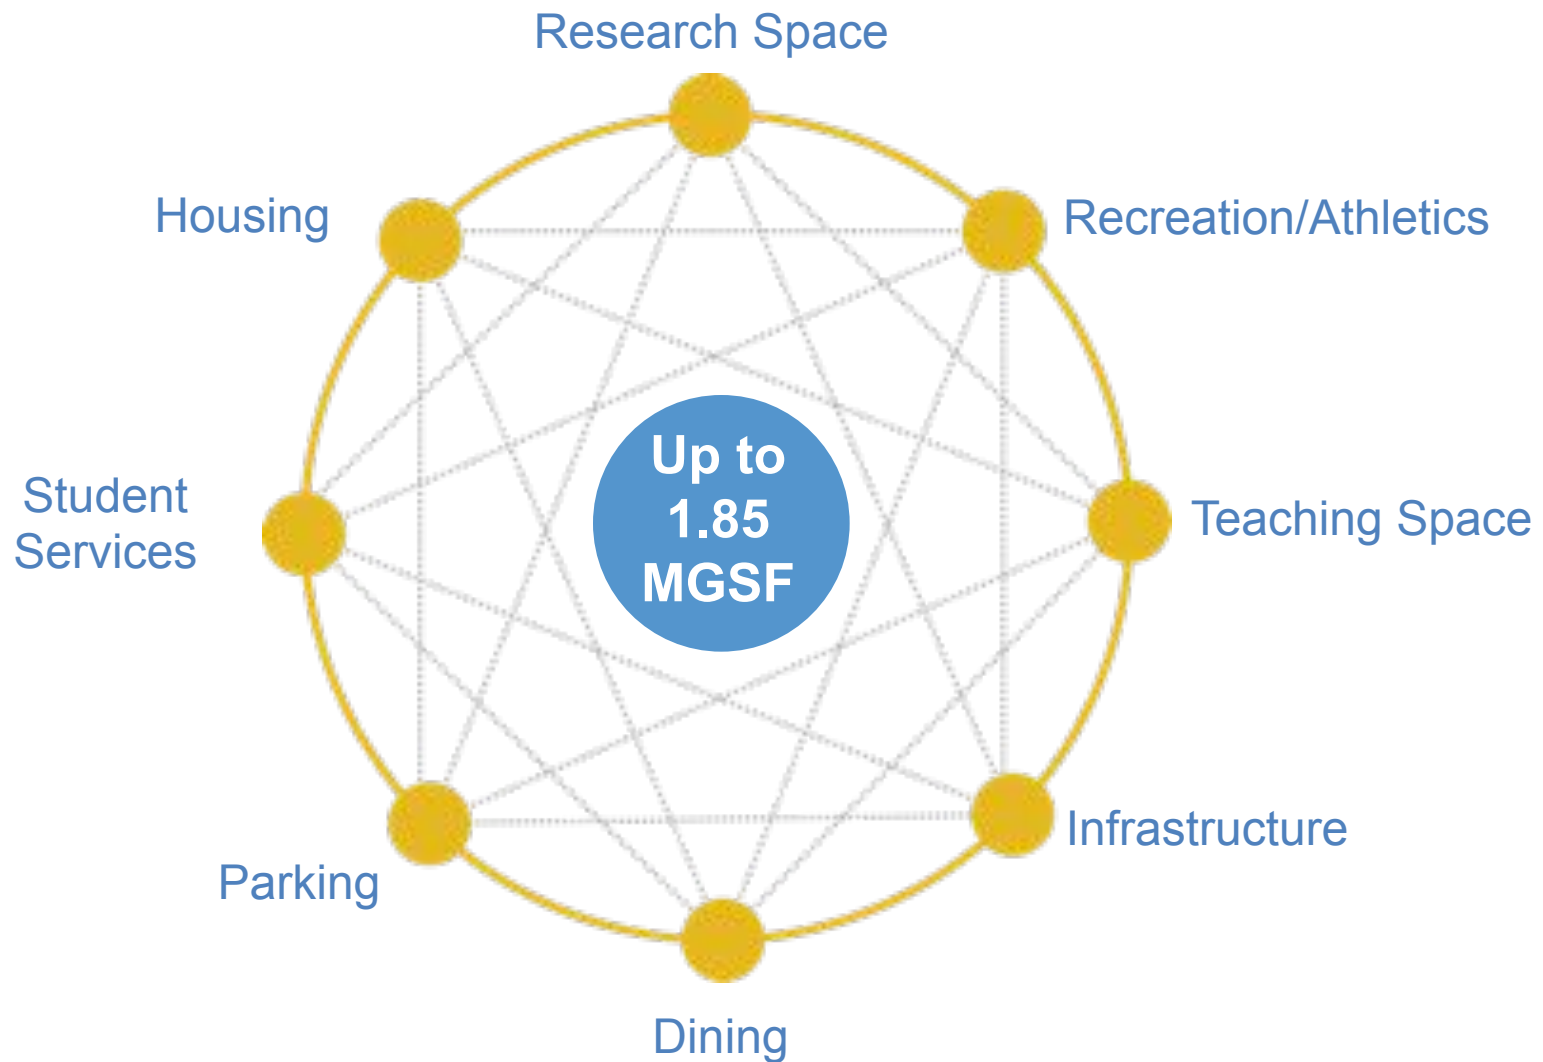 Research Space
Housing
Recreation/Athletics
Up to
1.85
MGSF
Student
Services
Teaching Space
Parking
Infrastructure
Dining